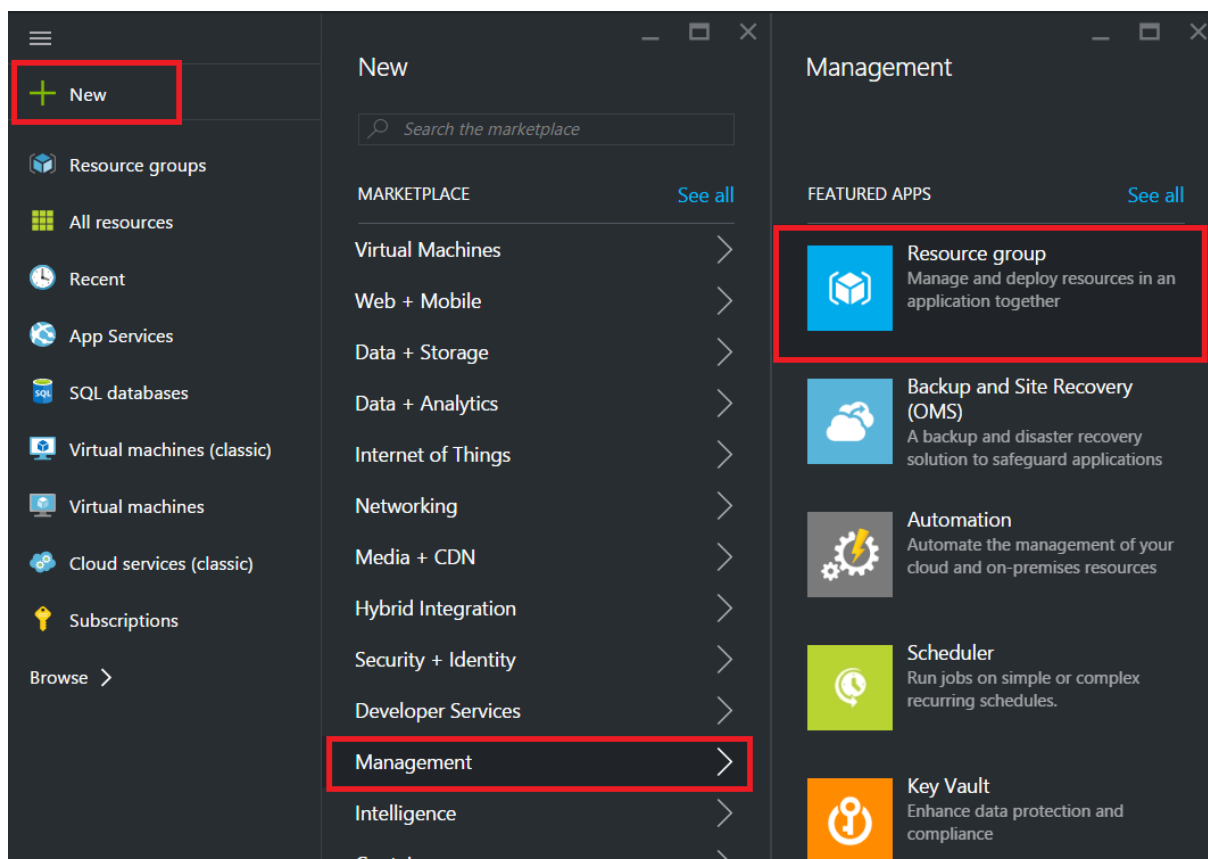 New
Resource groups
All resources
Recent
App Services
SQL
SQL databases
Virtual machines (classic)
Virtual machines
Cloud services (classic)
Subscriptions
Browse
New
Search the marketplace
MARKETPLACE See all
Virtual Machines
Web + Mobile
Data + Storage
Data + Analytics
Internet of Things
Networking
Media + CDN
Hybrid Integration
Security + Identity
Developer Services
Management
Intelligence
Management
FEATURED APPS See all
Resource group
Manage and deploy resources in an
application together
Backup and Site Recovery
(OMS)
A backup and disaster recovery
solution to safeguard applications
Automation
Automate the management of your
cloud and on-premises resources
Scheduler
Run jobs on simple or complex
recurring schedules.
Key Vault
Enhance data protection and
compliance